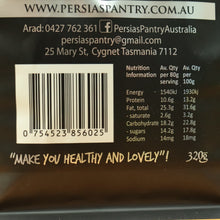 WWW.PERSIASPANTRY.COM.AU
Arad: 0427 762 361 PersiasPantryAustralia
persiaspantry@gmail.com
25 Mary St, Cygnet Tasmania 7112
Nutrition Information Av. Qty per 80g serving Av. Qty per 100g
Energy - 1540kJ 1930kj
Protein - 10.6g 13.2g
Fat, total - 25.3g 31.6g
- saturate - 2.6g 3.2g
Carbohydrate - 18.2g 22.8g
- sugars - 14.2g 17.8g
Sodium - 14mg 18mg
0 754523 856025
"MAKE YOU HEALTHY AND LOVELY"! 320g